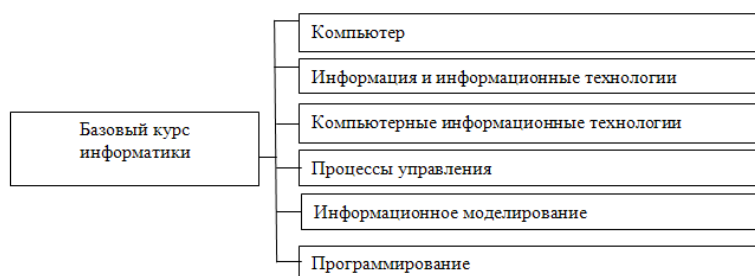 Компьютер
Информация и информационные технологии
Базовый курс
информатики
Компьютерные информационные технологии
Процессы управления
Информационное моделирование
Программирование